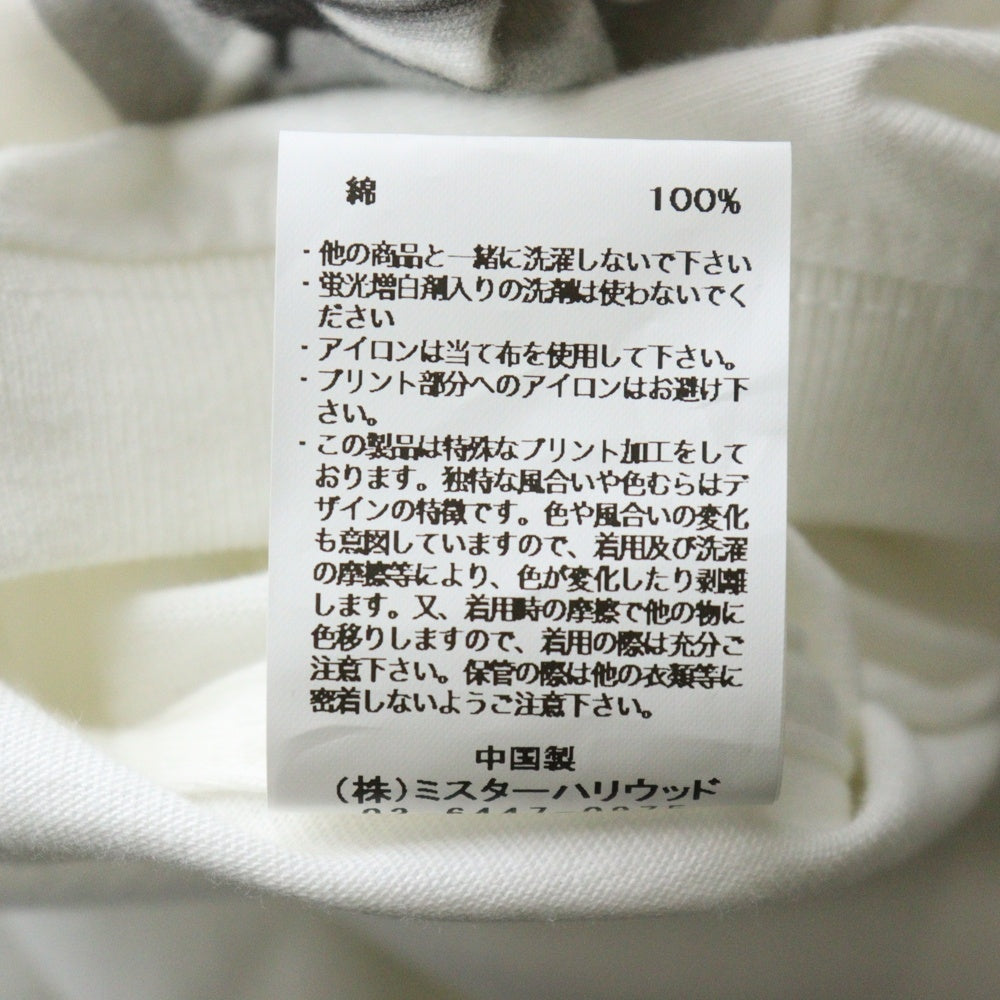 綿 100%
・他の商品と一緒に洗濯しないで下さい
・蛍光増白剤入りの洗剤は使わないでく
ださい
・アイロンは当て布を使用して下さい。
・プリント部分へのアイロンはお避け下
さい。
・この製品は特殊なプリント加工をして
おります。独特な風合いや色むらはデ
ザインの特徴です。色や風合いの変化
も意図していますので、着用及び洗濯
の摩擦等により、色が変化したり剥離
します。又、着用時の摩擦で他の物に
色移りしますので、着用の際は充分ご
注意下さい。保管の際は他の衣類等に
密着しないようご注意下さい。
中国製
(株)ミスターハリウッド